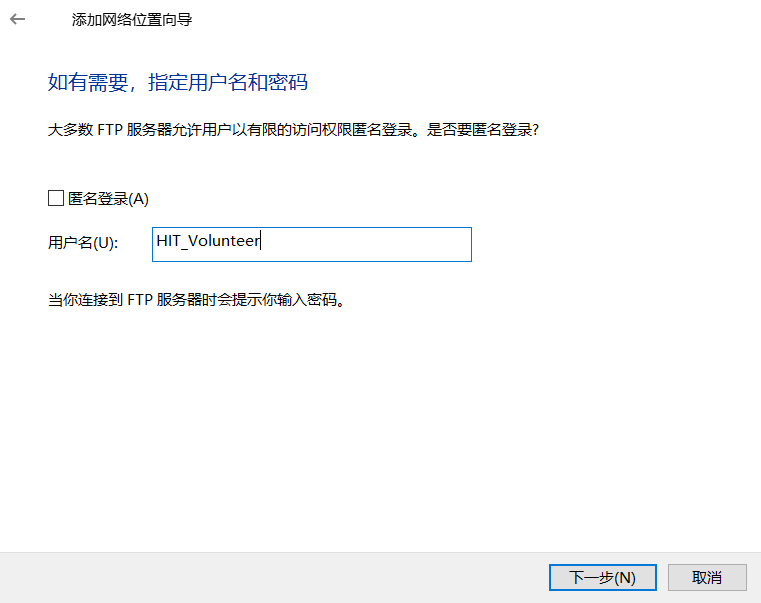 添加网络位置向导
如有需要，指定用户名和密码
大多数 FTP 服务器允许用户以有限的访问权限匿名登录。是否要匿名登录?
匿名登录(A)
用户名(U): HIT_Volunteer
当你连接到 FTP 服务器时会提示你输入密码。
下一步(N) 取消